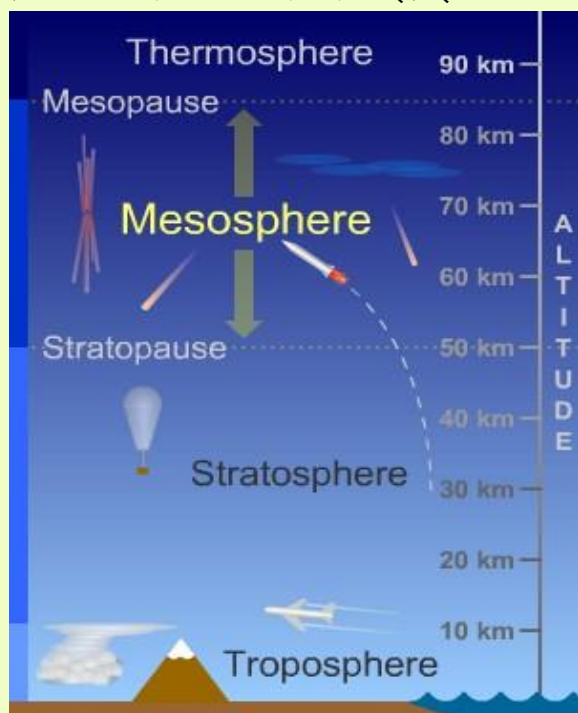 Thermosphere
90 km
Mesopause
80 km
70 km
Mesosphere
60 km
Stratopause
50 km
40 km
Stratosphere
30 km
20 km
10 km
Troposphere
ALTITUDE